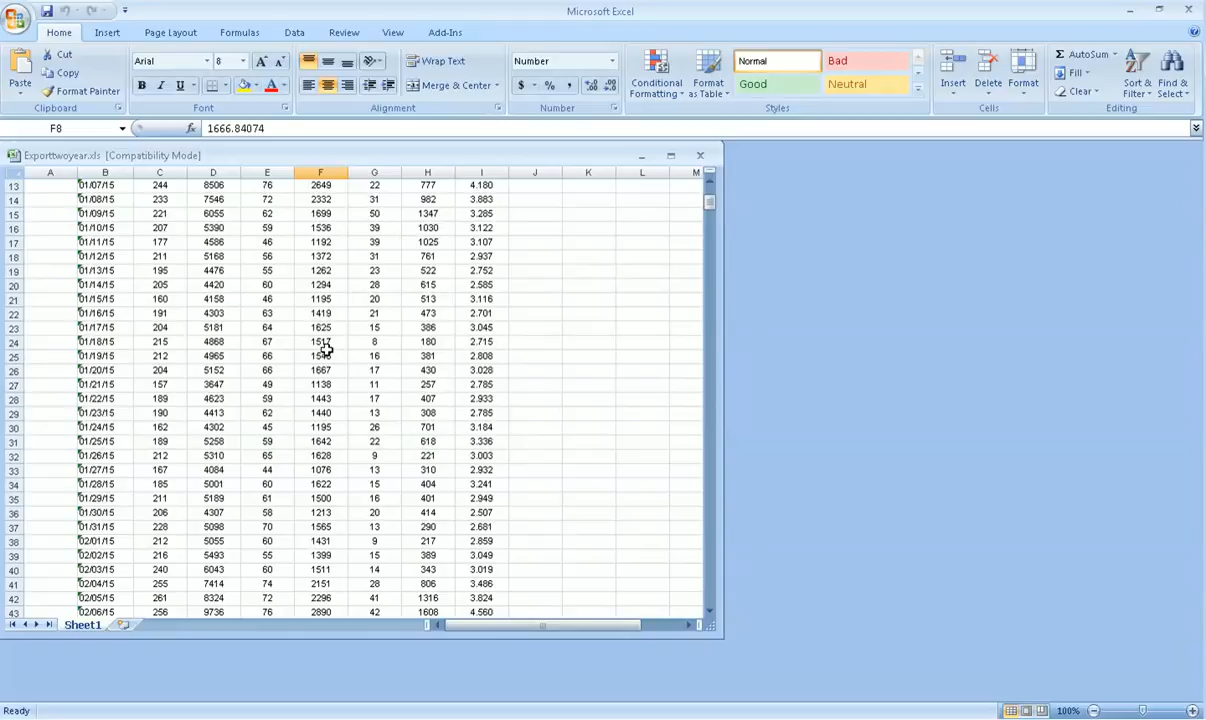 Microsoft Excel
Home Insert Page Layout Formulas Data Review View Add-Ins
Cut Arial 8 Wrap Text Number Normal Bad AutoSum
Paste Copy Conditional Formatting Format as Table Insert Delete Format Fill Sort & Filter Find & Select
Format Painter B I U A Merge & Center $ % , Good Neutral Clear
Clipboard Font Alignment Number Styles Cells Editing
F8 fx 1666.84074
Exporttwoyear.xls [Compatibility Mode]
A B C D E F G H I J K L M
13 01/07/15 244 8506 76 2649 22 777 4.180
14 01/08/15 233 7546 72 2332 31 982 3.883
15 01/09/15 221 6055 62 1699 50 1347 3.285
16 01/10/15 207 5390 59 1536 39 1030 3.122
17 01/11/15 177 4586 46 1192 39 1025 3.107
18 01/12/15 211 5168 56 1372 31 761 2.937
19 01/13/15 195 4476 55 1262 23 522 2.752
20 01/14/15 205 4420 60 1294 28 615 2.585
21 01/15/15 160 4158 46 1195 20 513 3.116
22 01/16/15 191 4303 63 1419 21 473 2.701
23 01/17/15 204 5181 64 1625 15 386 3.045
24 01/18/15 215 4868 67 1517 8 180 2.715
25 01/19/15 212 4965 66 16 381 2.808
26 01/20/15 204 5152 66 1667 17 430 3.028
27 01/21/15 157 3647 49 1138 11 257 2.785
28 01/22/15 189 4623 59 1443 17 407 2.933
29 01/23/15 190 4413 62 1440 13 308 2.785
30 01/24/15 162 4302 45 1195 26 701 3.184
31 01/25/15 189 5258 59 1642 22 618 3.336
32 01/26/15 212 5310 65 1628 9 221 3.003
33 01/27/15 167 4084 44 1076 13 310 2.932
34 01/28/15 185 5001 60 1622 15 404 3.241
35 01/29/15 211 5189 61 1500 16 401 2.949
36 01/30/15 206 4307 58 1213 20 414 2.507
37 01/31/15 228 5098 70 1565 13 290 2.681
38 02/01/15 212 5055 60 1431 9 217 2.859
39 02/02/15 216 5493 55 1399 15 389 3.049
40 02/03/15 240 6043 60 1511 14 343 3.019
41 02/04/15 255 7414 74 2151 28 806 3.486
42 02/05/15 261 8324 72 2296 41 1316 3.824
43 02/06/15 256 9736 76 2890 42 1608 4.560
Sheet1
Ready 100%